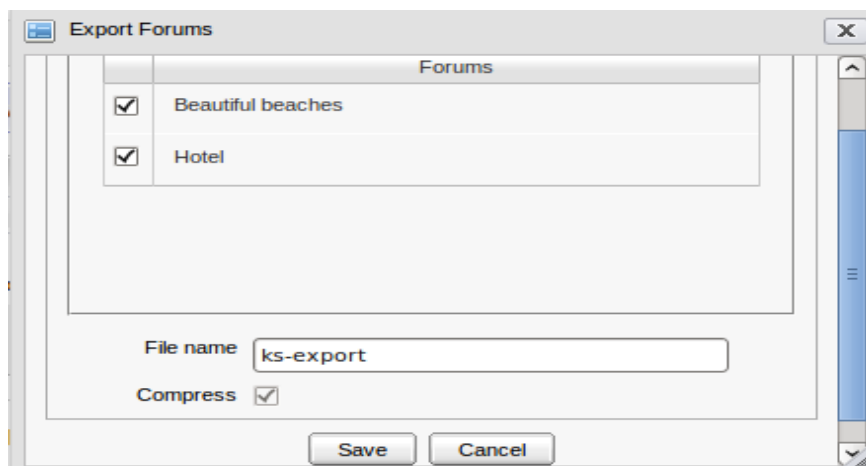 Export Forums
Forums
Beautiful beaches
Hotel
File name ks-export
Compress
Save Cancel